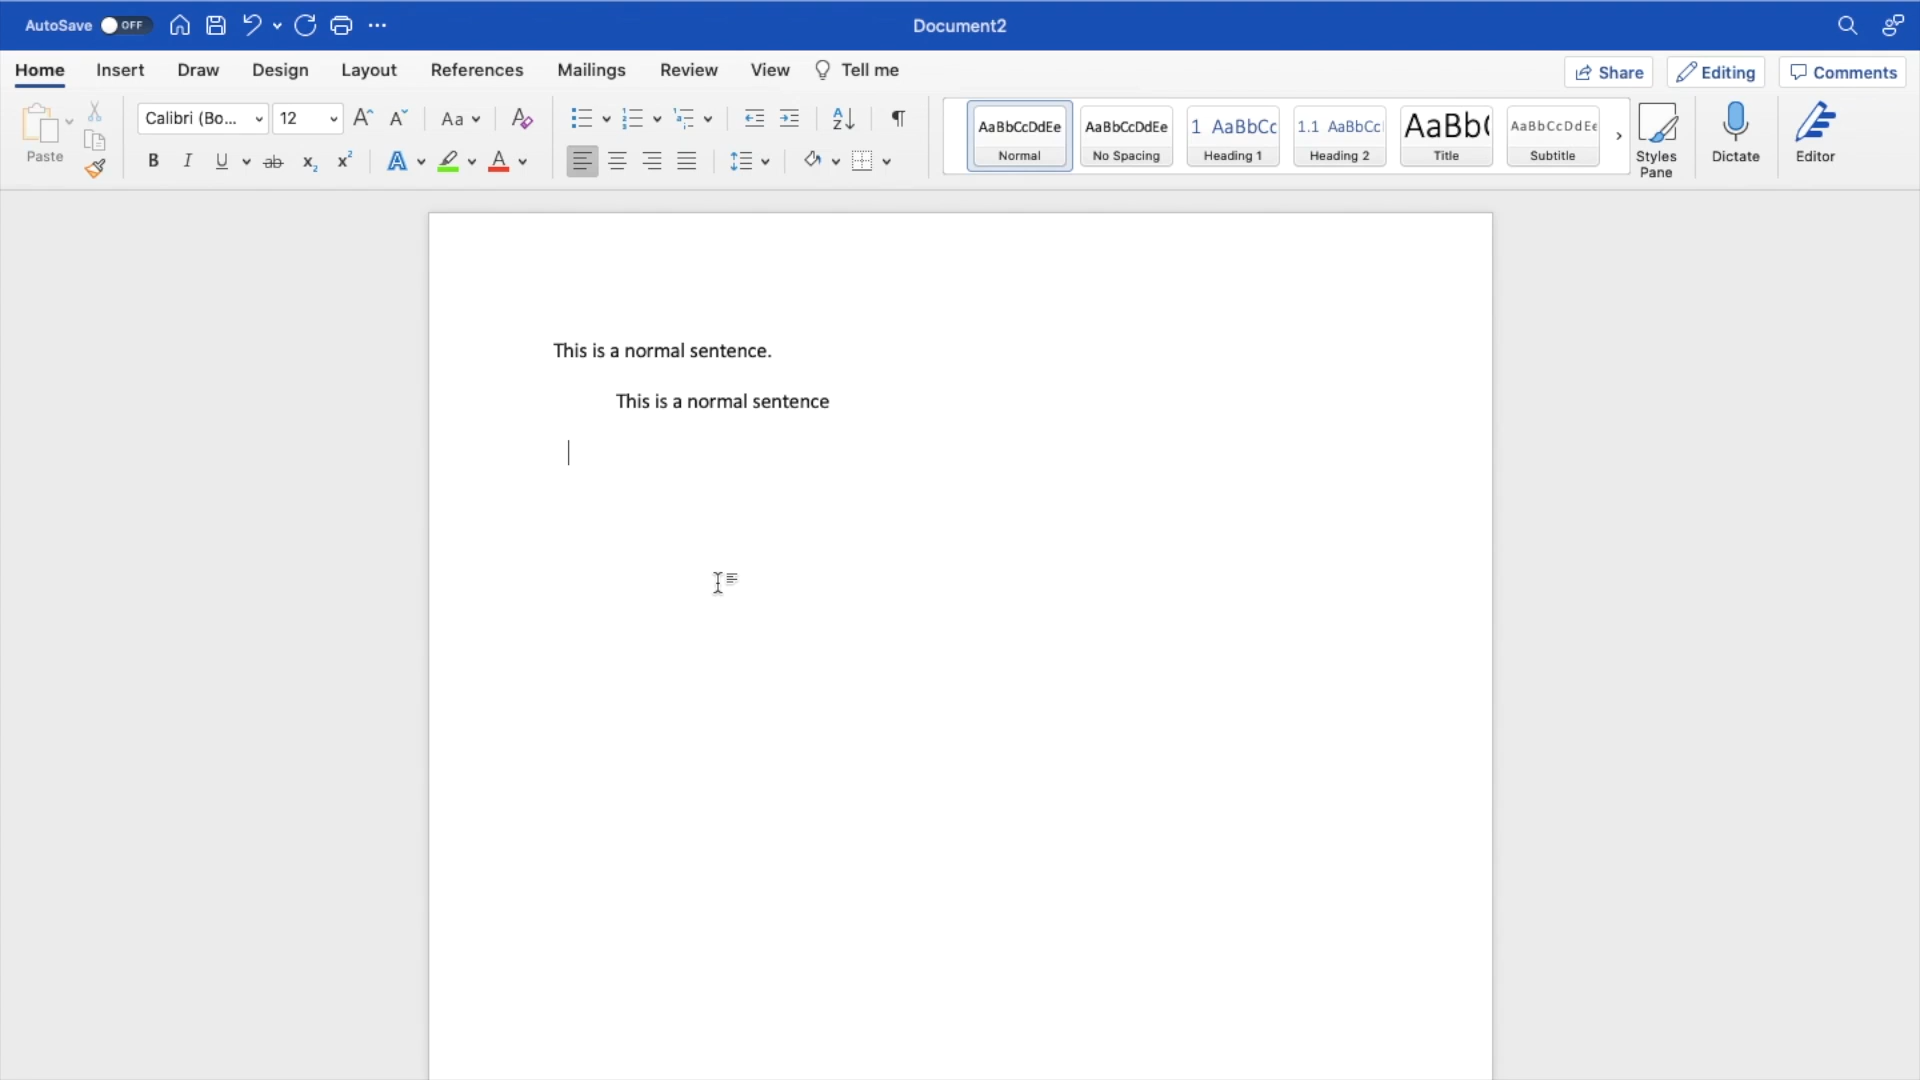 AutoSave OFF Document2
Home Insert Draw Design Layout References Mailings Review View Tell me Share Editing Comments
Paste Calibri (Bo... 12 Aa
AaBbCcDdEe AaBbCcDdEe 1 AaBbCc 1.1 AaBbCc AaBb( AaBbCcDdEe
Normal No Spacing Heading 1 Heading 2 Title Subtitle Styles Pane Dictate Editor
This is a normal sentence.
This is a normal sentence